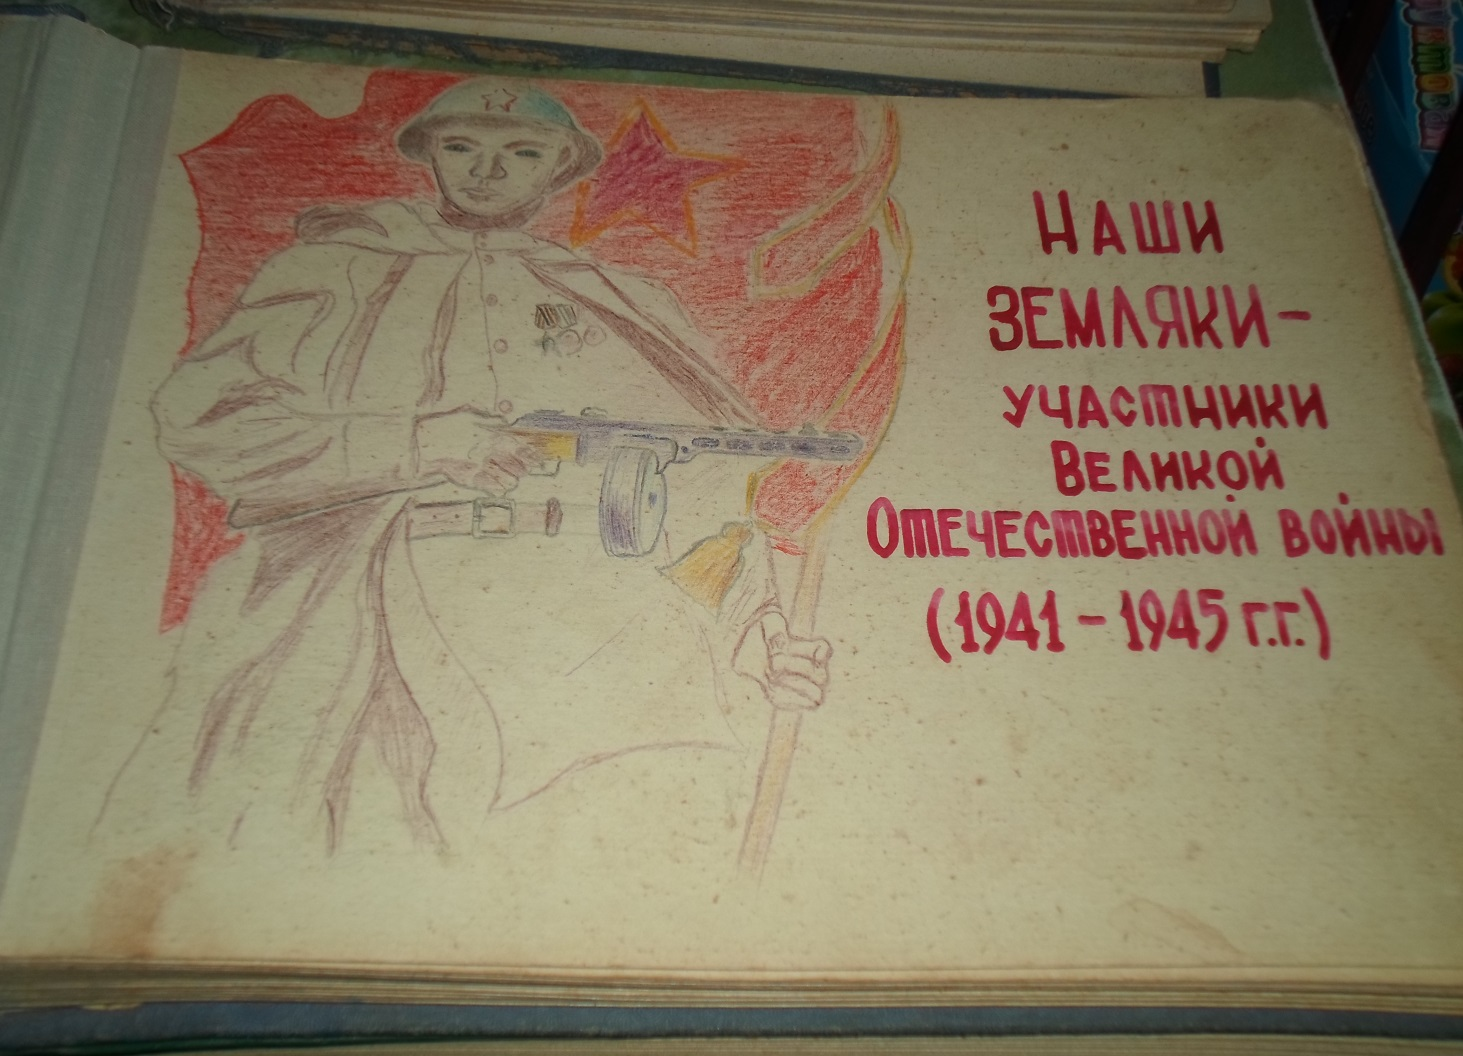 Наши
земляки-
участники
Великой
Отечественной войны
(1941-1945 г.г.)